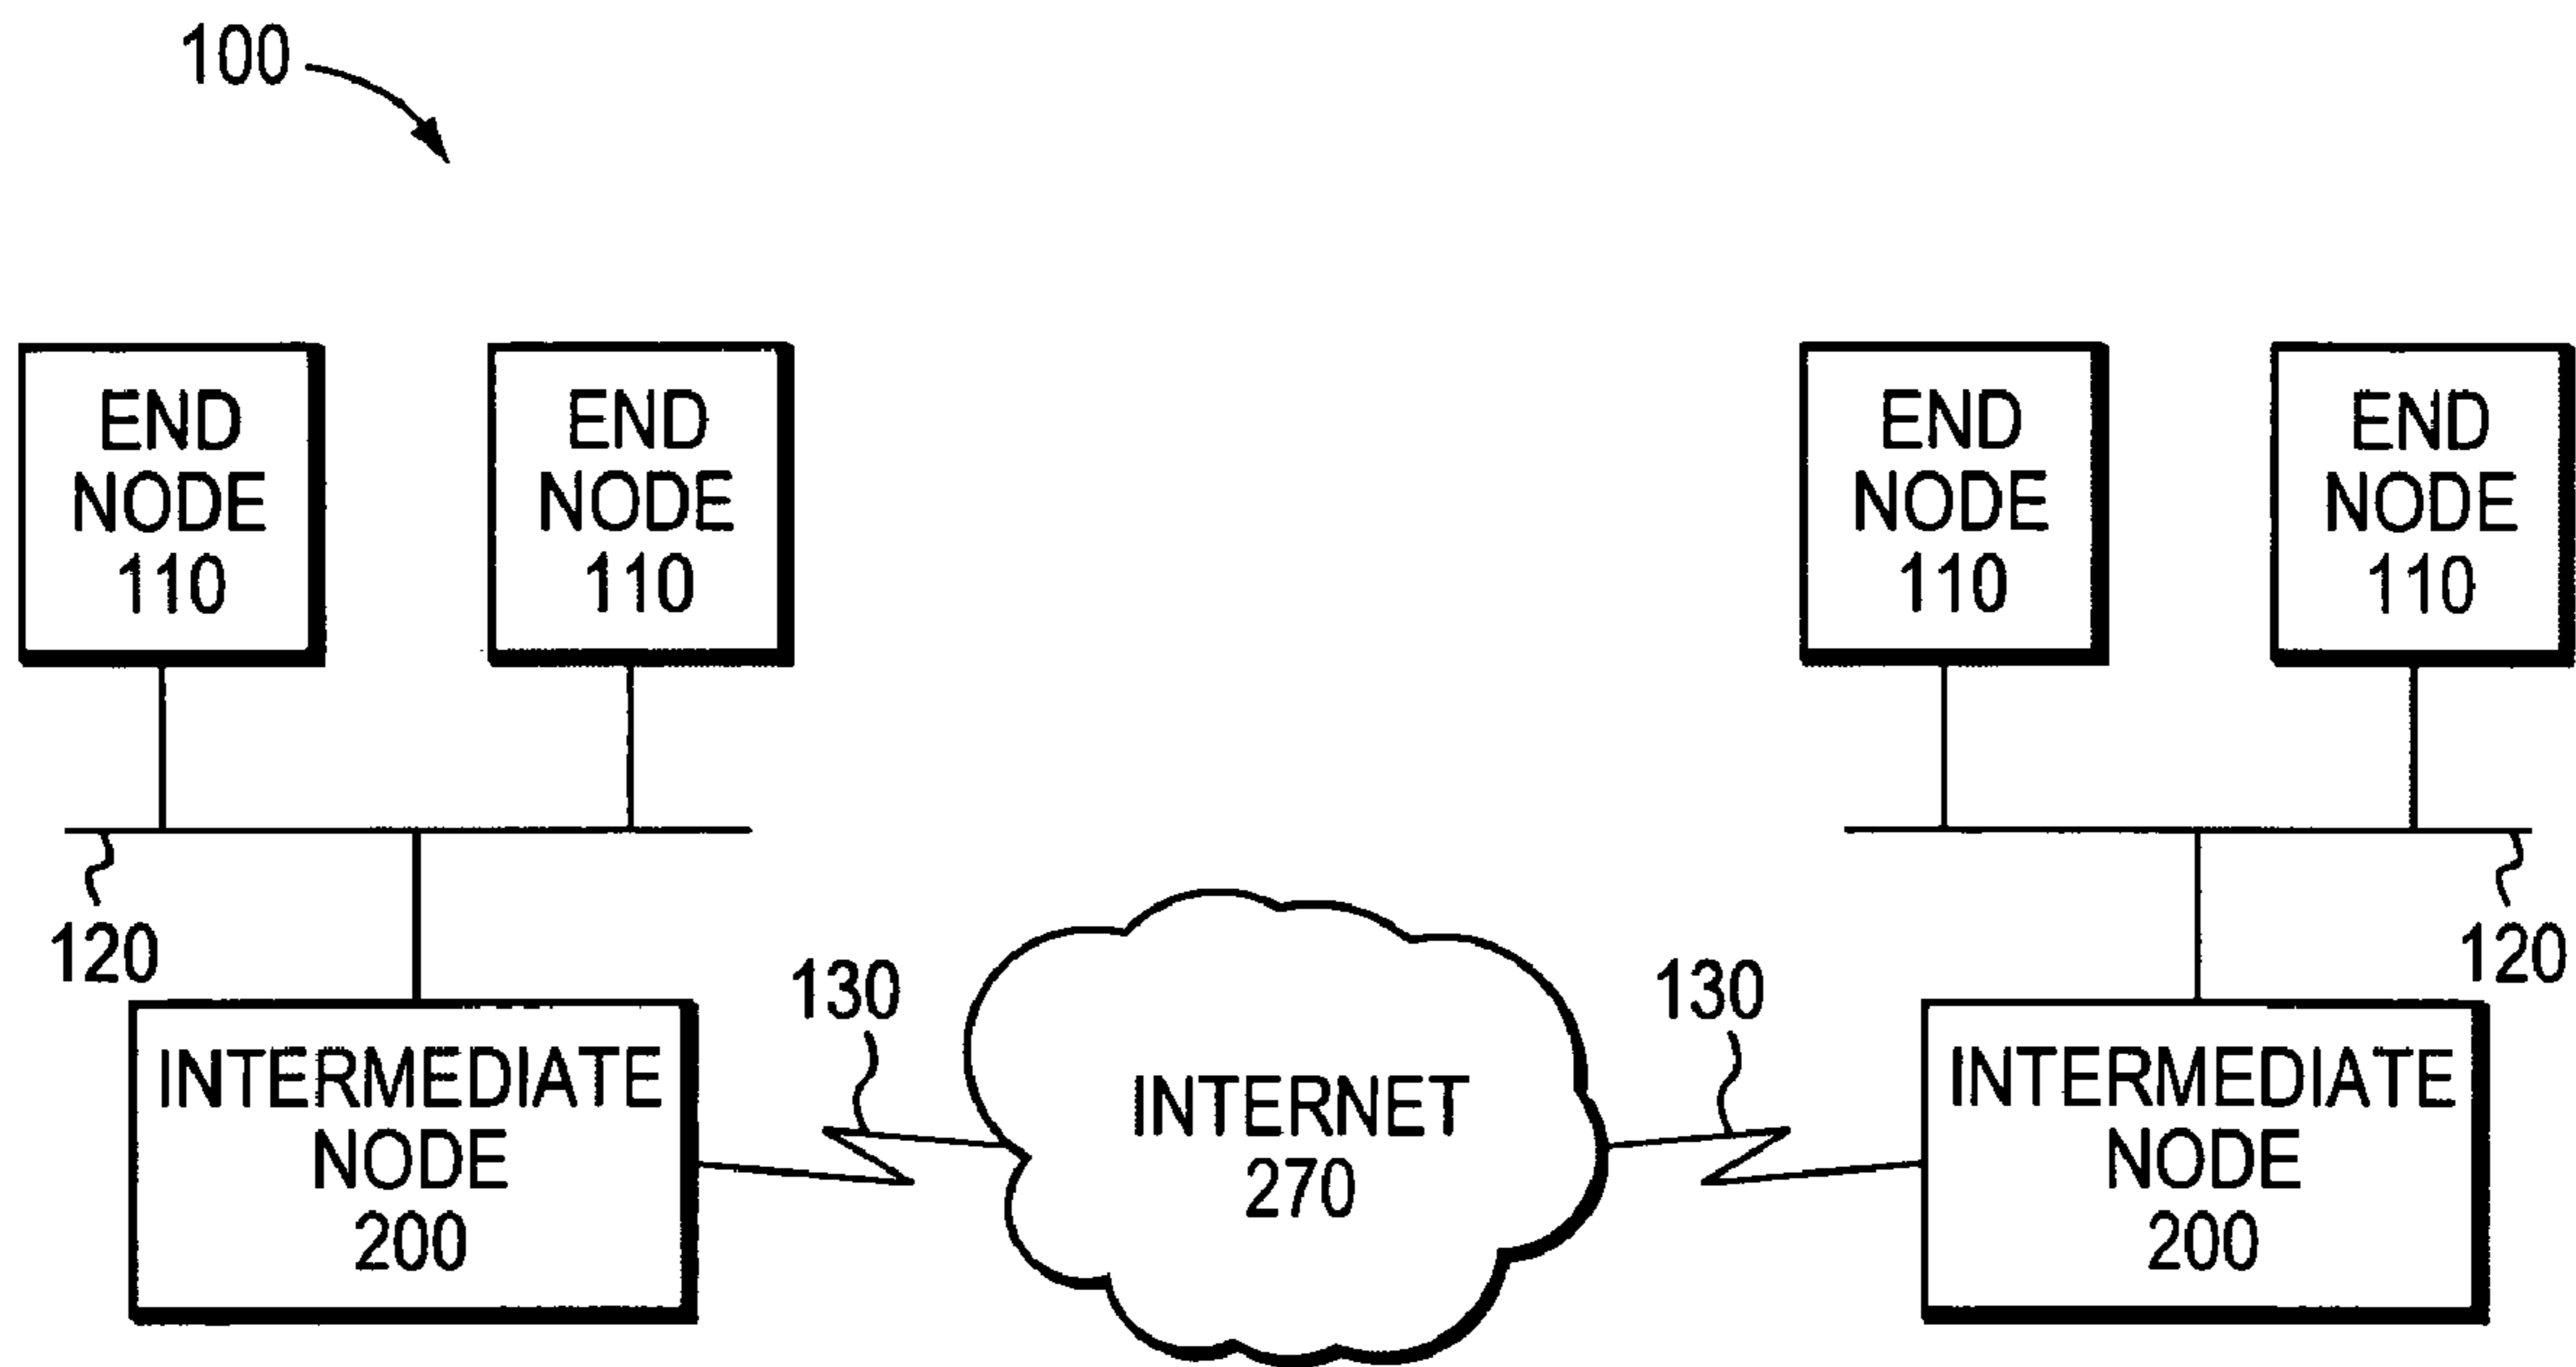 100
END
NODE
110
END
NODE
110
END
NODE
110
END
NODE
110
120
120
130
130
INTERMEDIATE
NODE
200
INTERNET
270
INTERMEDIATE
NODE
200